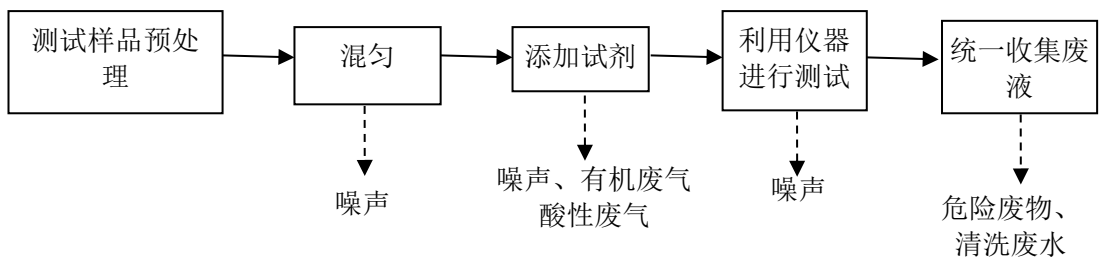 测试样品预处
理
混匀
添加试剂
利用仪器
进行测试
统一收集废
液
噪声
噪声、有机废气
酸性废气
噪声
危险废物、
清洗废水